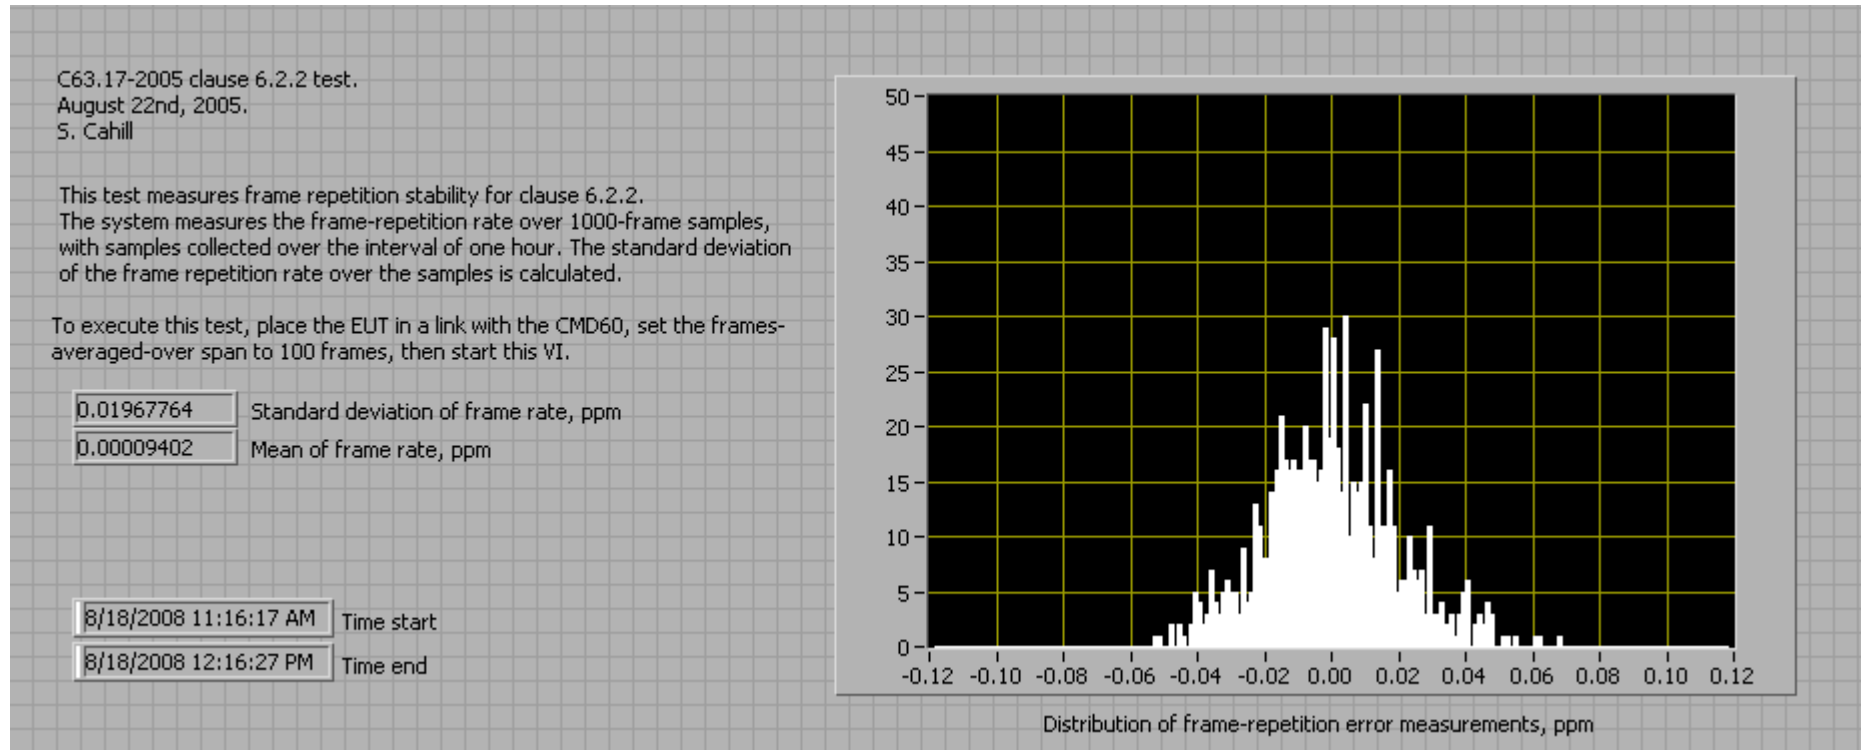 C63.17-2005 clause 6.2.2 test.
August 22nd, 2005.
S. Cahill
This test measures frame repetition stability for clause 6.2.2.
The system measures the frame-repetition rate over 1000-frame samples,
with samples collected over the interval of one hour. The standard deviation
of the frame repetition rate over the samples is calculated.
To execute this test, place the EUT in a link with the CMD60, set the frames-
averaged-over span to 100 frames, then start this VI.
0.01967764 Standard deviation of frame rate, ppm
0.00009402 Mean of frame rate, ppm
8/18/2008 11:16:17 AM Time start
8/18/2008 12:16:27 PM Time end
50
45
40
35
30
25
20
15
10
5
0
-0.12 -0.10 -0.08 -0.06 -0.04 -0.02 0.00 0.02 0.04 0.06 0.08 0.10 0.12
Distribution of frame-repetition error measurements, ppm